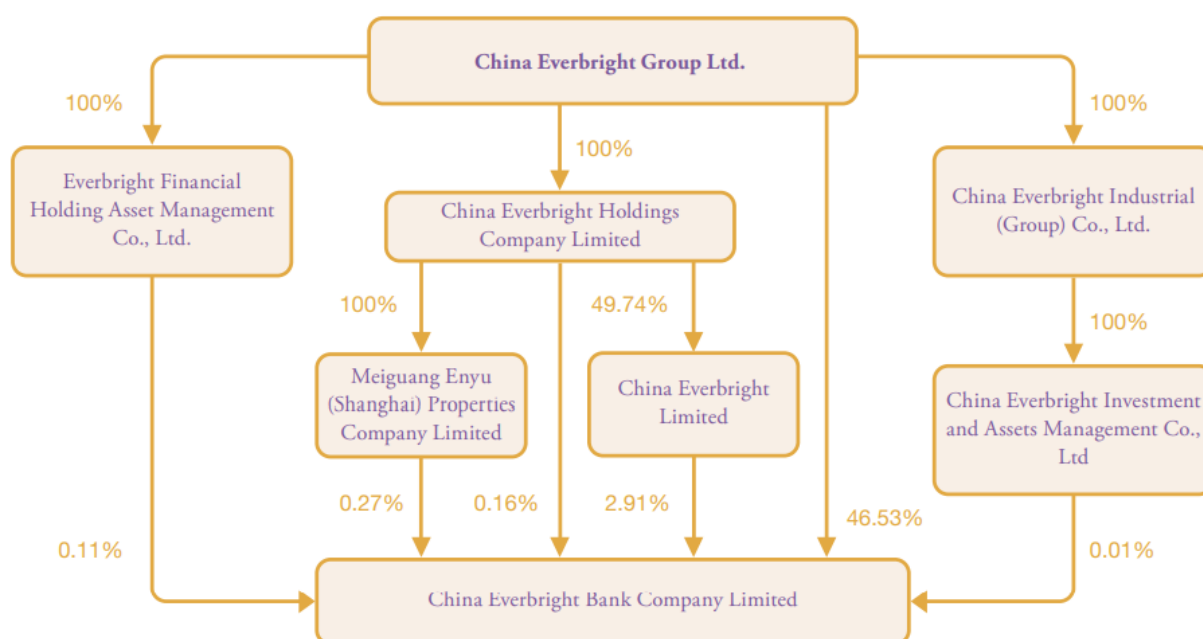 China Everbright Group Ltd.
100%
100%
100%
Everbright Financial
Holding Asset Management
Co., Ltd.
China Everbright Holdings
Company Limited
China Everbright Industrial
(Group) Co., Ltd.
100%
49.74%
100%
Meiguang Enyu
(Shanghai) Properties
Company Limited
China Everbright
Limited
China Everbright Investment
and Assets Management Co.,
Ltd
0.27%
0.16%
2.91%
46.53%
0.11%
0.01%
China Everbright Bank Company Limited